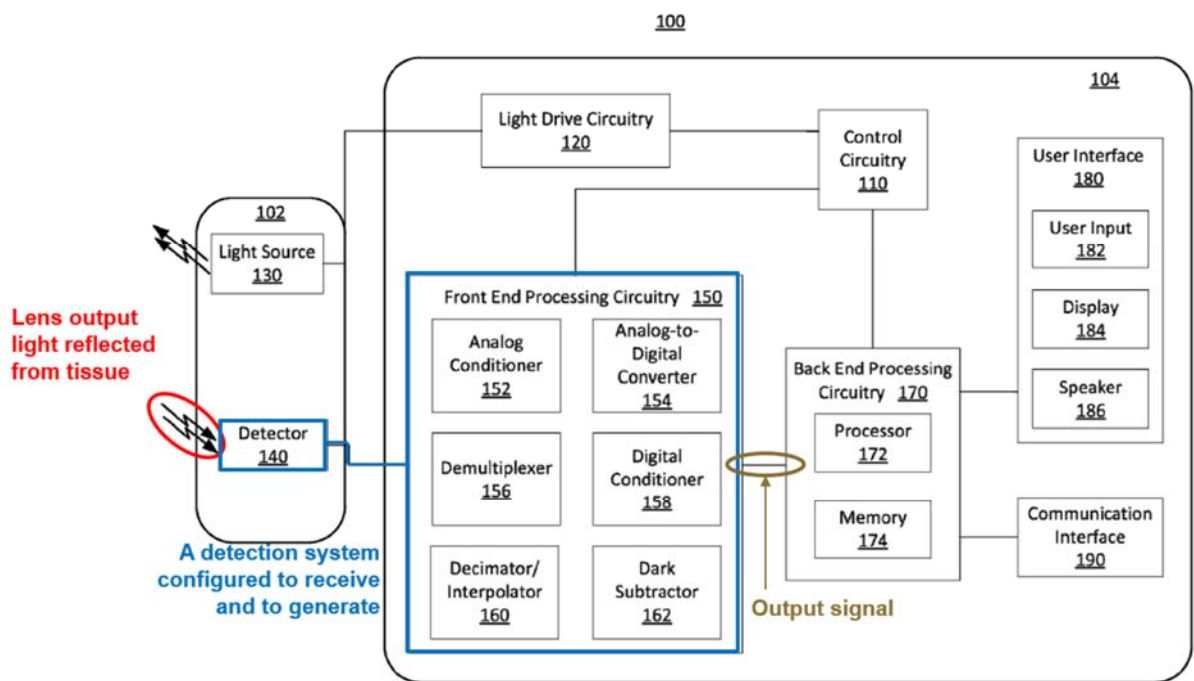 100
104
Light Drive Circuitry
120
Control
Circuitry
110
User Interface
180
User Input
182
Display
184
Speaker
186
102
Light Source
130
Lens output
light reflected
from tissue
Detector
140
A detection system
configured to receive
and to generate
Front End Processing Circuitry 150
Analog
Conditioner
152
Analog-to-
Digital
Converter
154
Demultiplexer
156
Digital
Conditioner
158
Decimator/
Interpolator
160
Dark
Subtractor
162
Output signal
Back End Processing
Circuitry 170
Processor
172
Memory
174
Communication
Interface
190